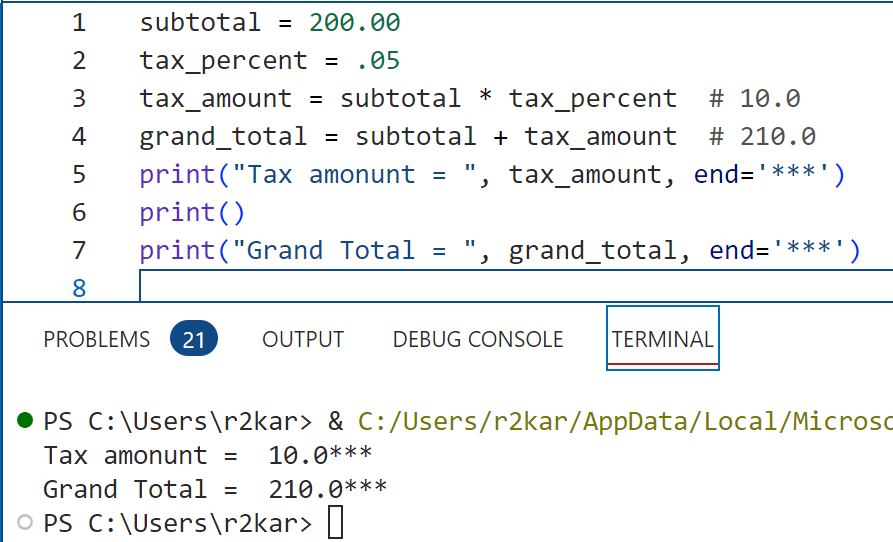 1 subtotal = 200.00
2 tax_percent = .05
3 tax_amount = subtotal * tax_percent  # 10.0
4 grand_total = subtotal + tax_amount  # 210.0
5 print("Tax amonunt = ", tax_amount, end='***')
6 print()
7 print("Grand Total = ", grand_total, end='***')
8
PROBLEMS 21 OUTPUT DEBUG CONSOLE TERMINAL
PS C:\Users\r2kar> & C:/Users/r2kar/AppData/Local/Microso
Tax amonunt =  10.0***
Grand Total =  210.0***
PS C:\Users\r2kar>